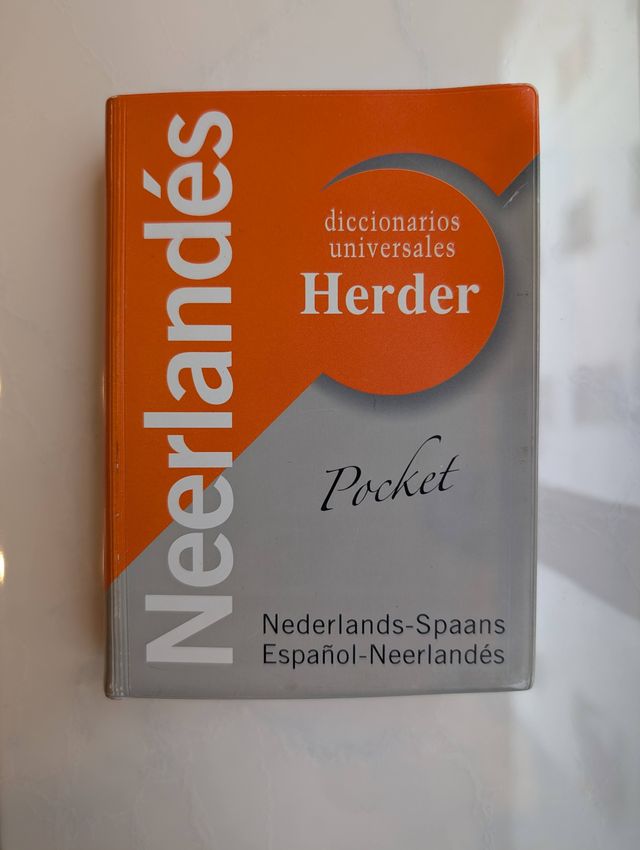 Neerlandés
diccionarios
universales
Herder
Pocket
Nederlands-Spaans
Español-Neerlandés